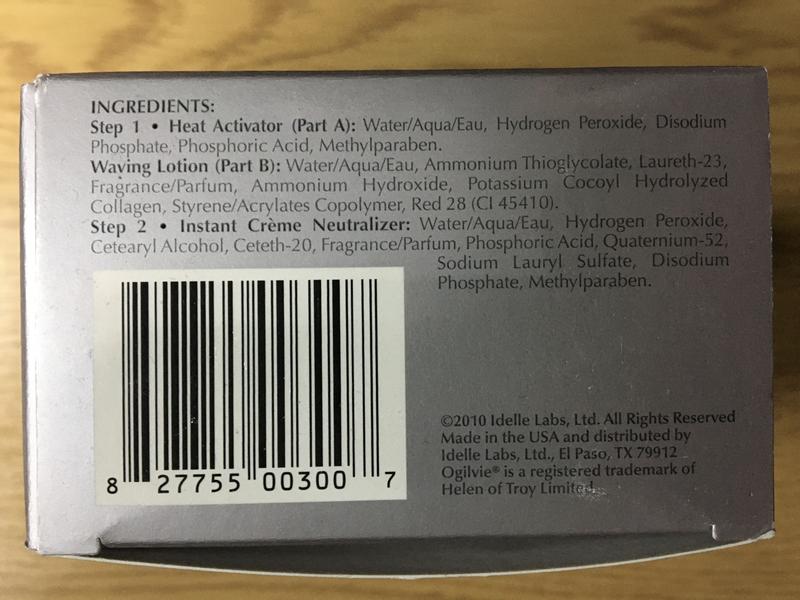 INGREDIENTS:
Step 1 • Heat Activator (Part A): Water/Aqua/Eau, Hydrogen Peroxide, Disodium
Phosphate, Phosphoric Acid, Methylparaben.
Waving Lotion (Part B): Water/Aqua/Eau, Ammonium Thioglycolate, Laureth-23,
Fragrance/Parfum, Ammonium Hydroxide, Potassium Cocoyl Hydrolyzed
Collagen, Styrene/Acrylates Copolymer, Red 28 (CI 45410).
Step 2 • Instant Crème Neutralizer: Water/Aqua/Eau, Hydrogen Peroxide,
Cetearyl Alcohol, Ceteth-20, Fragrance/Parfum, Phosphoric Acid, Quaternium-52,
Sodium Lauryl Sulfate, Disodium
Phosphate, Methylparaben.
8 27755 00300 7
©2010 Idelle Labs, Ltd. All Rights Reserved
Made in the USA and distributed by
Idelle Labs, Ltd., El Paso, TX 79912
Ogilvie® is a registered trademark of
Helen of Troy Limited.